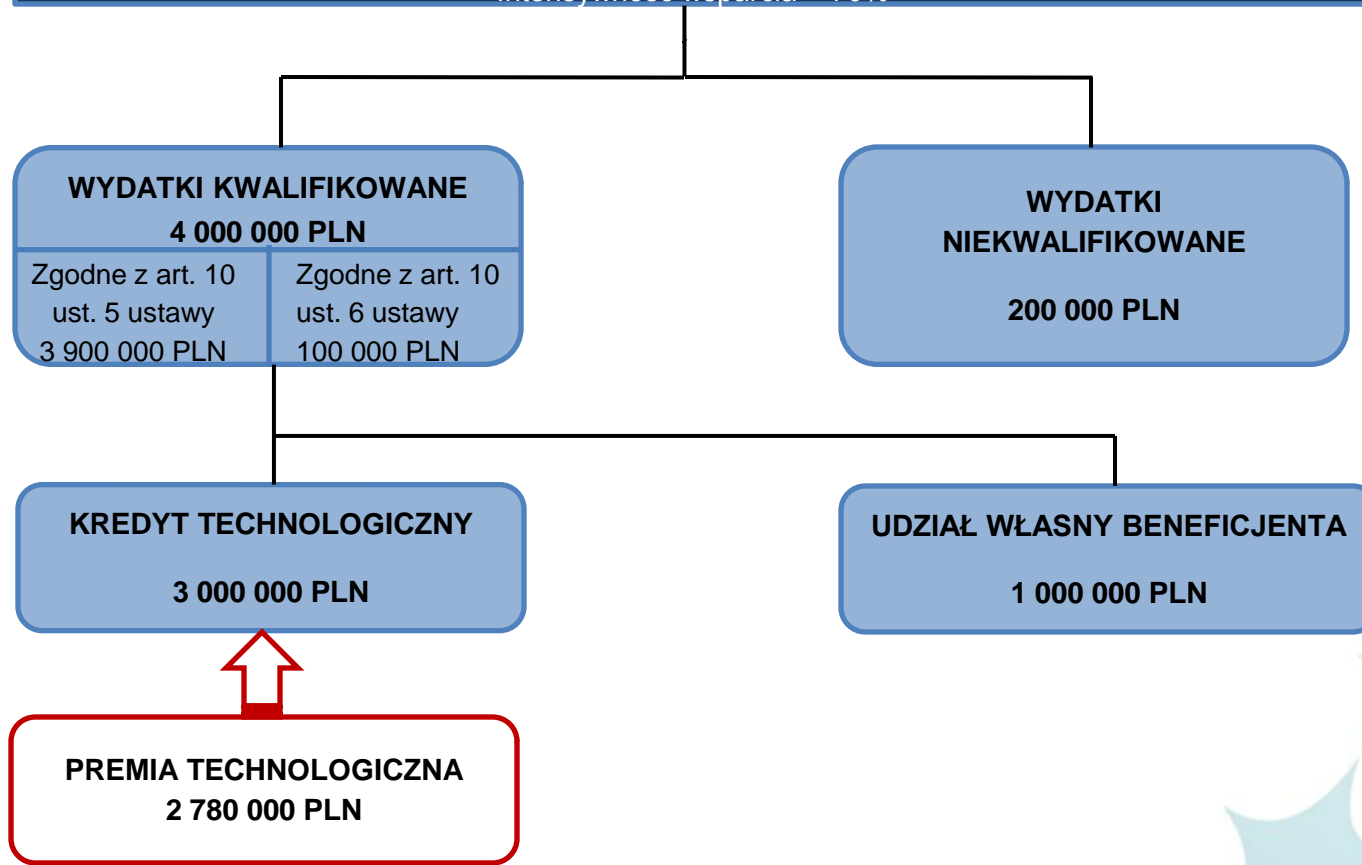 WYDATKI KWALIFIKOWANE
4 000 000 PLN
Zgodne z art. 10
ust. 5 ustawy
3 900 000 PLN
Zgodne z art. 10
ust. 6 ustawy
100 000 PLN
WYDATKI
NIEKWALIFIKOWANE
200 000 PLN
KREDYT TECHNOLOGICZNY
3 000 000 PLN
UDZIAŁ WŁASNY BENEFICJENTA
1 000 000 PLN
PREMIA TECHNOLOGICZNA
2 780 000 PLN